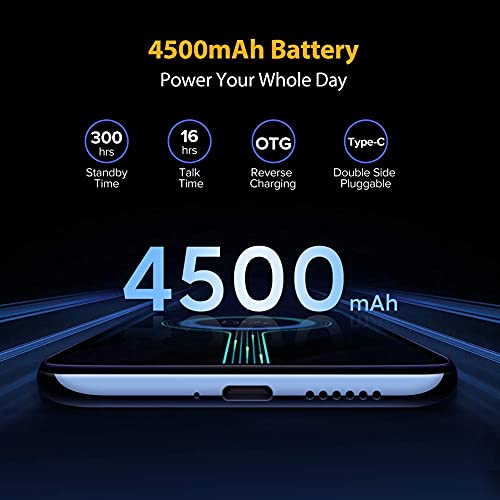 4500mAh Battery
Power Your Whole Day
300 hrs
16 hrs
OTG
Type-C
Standby Time
Talk Time
Reverse Charging
Double Side Pluggable
4500 mAh